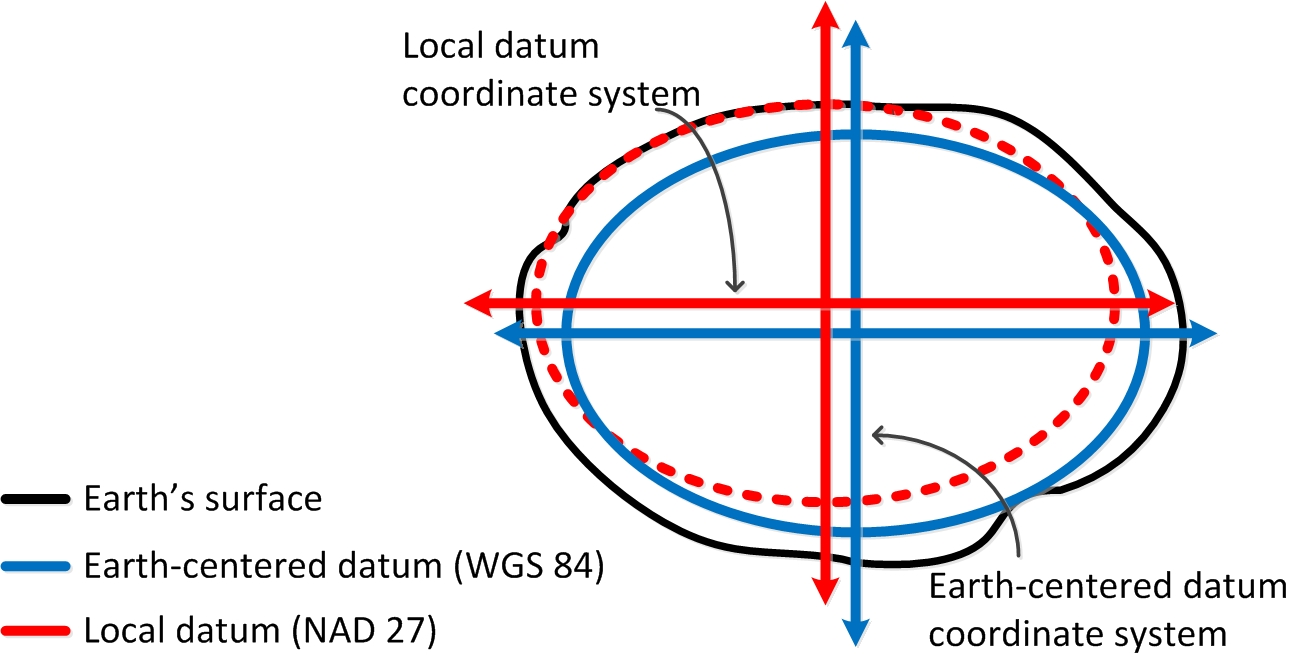 Local datum
coordinate system
Earth's surface
Earth-centered datum (WGS 84)
Local datum (NAD 27)
Earth-centered datum
coordinate system